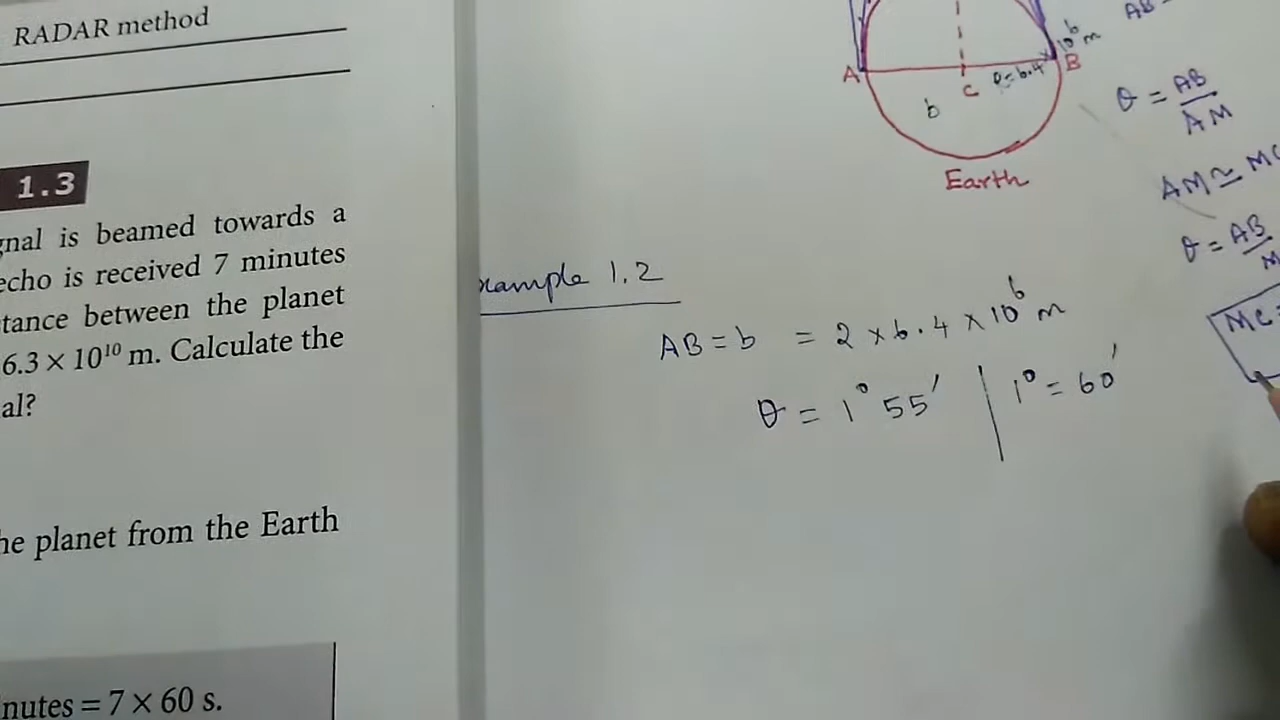 RADAR method
1.3
gnal is beamed towards a
echo is received 7 minutes
tance between the planet
6.3 × 10¹⁰ m. Calculate the
al?
he planet from the Earth
nutes = 7 × 60 s.
A
C
B
b
10⁶ m
Earth
AB
θ = AB/AM
AM ≃ MC
θ = AB/M
MC=
xample 1.2
AB = b = 2 × 6.4 × 10⁶ m
θ = 1° 55′ | 1° = 60′